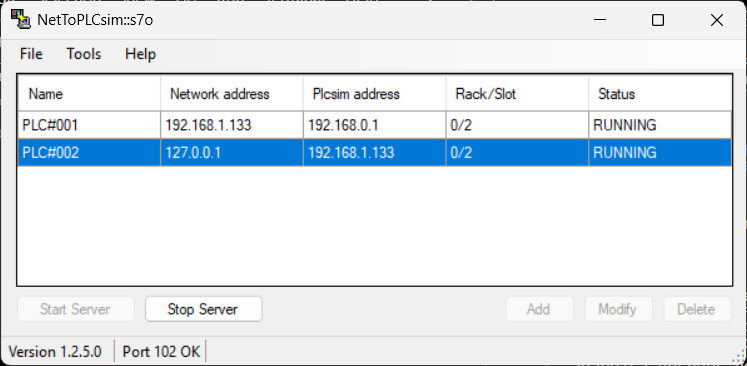 NetToPLCsim::s7o
File Tools Help
Name Network address Plcsim address Rack/Slot Status
PLC#001 192.168.1.133 192.168.0.1 0/2 RUNNING
PLC#002 127.0.0.1 192.168.1.133 0/2 RUNNING
Start Server Stop Server Add Modify Delete
Version 1.2.5.0 Port 102 OK